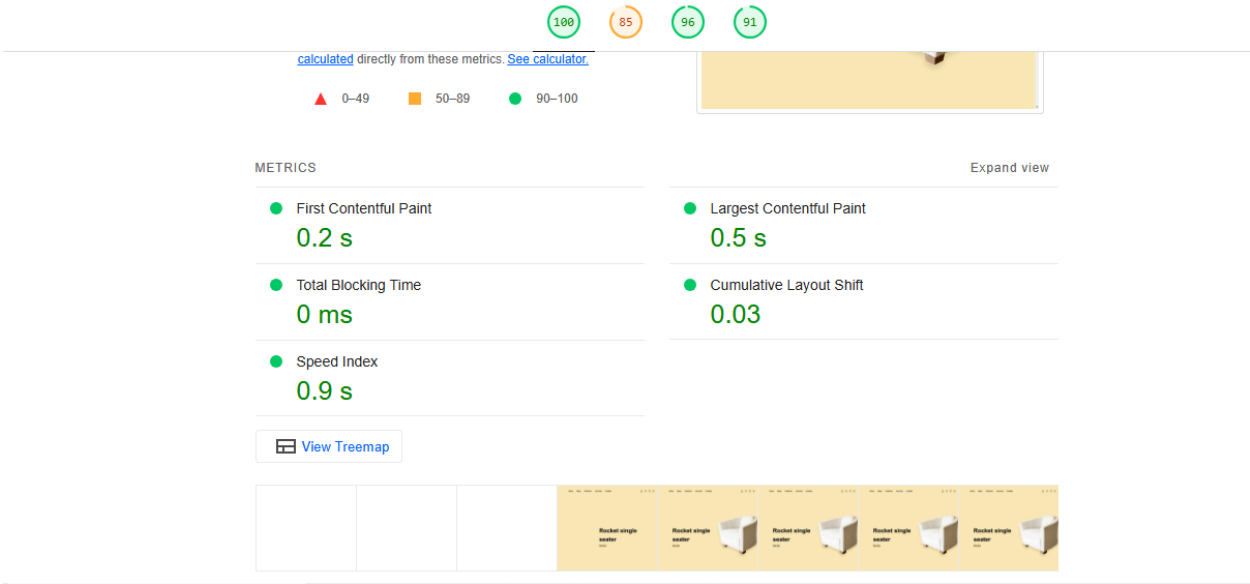 100 85 96 91
calculated directly from these metrics. See calculator.
0–49 50–89 90–100
METRICS
Expand view
First Contentful Paint
0.2 s
Largest Contentful Paint
0.5 s
Total Blocking Time
0 ms
Cumulative Layout Shift
0.03
Speed Index
0.9 s
View Treemap
Rocket single
seater
Rocket single
seater
Rocket single
seater
Rocket single
seater
Rocket single
seater